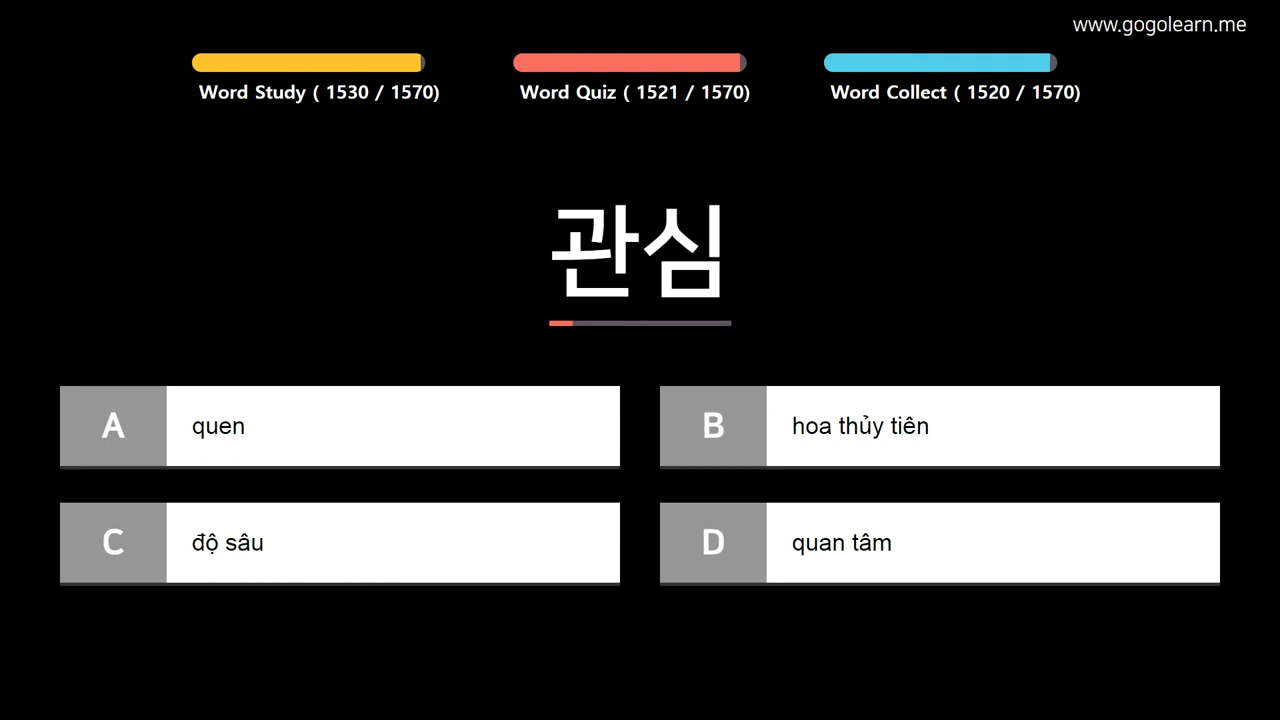 www.gogolearn.me
Word Study ( 1530 / 1570)
Word Quiz ( 1521 / 1570)
Word Collect ( 1520 / 1570)
관심
A quen
B hoa thủy tiên
C độ sâu
D quan tâm